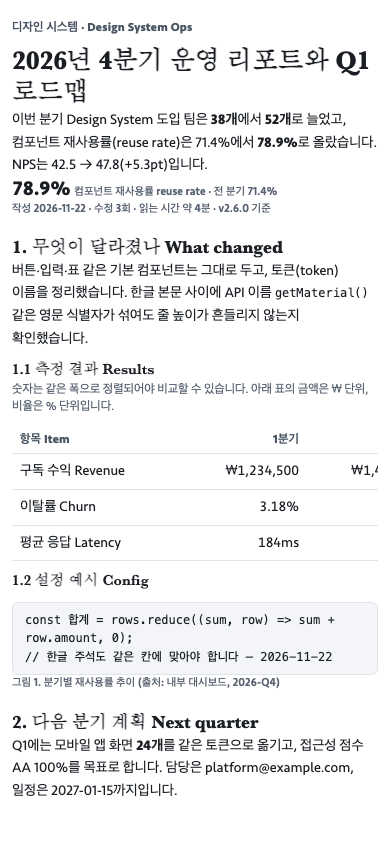 디자인 시스템 · Design System Ops
2026년 4분기 운영 리포트와 Q1
로드맵
이번 분기 Design System 도입 팀은 38개에서 52개로 늘었고,
컴포넌트 재사용률(reuse rate)은 71.4%에서 78.9%로 올랐습니다.
NPS는 42.5 → 47.8(+5.3pt)입니다.
78.9% 컴포넌트 재사용률 reuse rate · 전 분기 71.4%
작성 2026-11-22 · 수정 3회 · 읽는 시간 약 4분 · v2.6.0 기준
1. 무엇이 달라졌나 What changed
버튼·입력·표 같은 기본 컴포넌트는 그대로 두고, 토큰(token)
이름을 정리했습니다. 한글 본문 사이에 API 이름 getMaterial()
같은 영문 식별자가 섞여도 줄 높이가 흔들리지 않는지
확인했습니다.
1.1 측정 결과 Results
숫자는 같은 폭으로 정렬되어야 비교할 수 있습니다. 아래 표의 금액은 ₩ 단위,
비율은 % 단위입니다.
항목 Item 1분기
구독 수익 Revenue ₩1,234,500 ₩1,4
이탈률 Churn 3.18%
평균 응답 Latency 184ms
1.2 설정 예시 Config
const 합계 = rows.reduce((sum, row) => sum +
row.amount, 0);
// 한글 주석도 같은 칸에 맞아야 합니다 — 2026-11-22
그림 1. 분기별 재사용률 추이 (출처: 내부 대시보드, 2026-Q4)
2. 다음 분기 계획 Next quarter
Q1에는 모바일 앱 화면 24개를 같은 토큰으로 옮기고, 접근성 점수
AA 100%를 목표로 합니다. 담당은 platform@example.com,
일정은 2027-01-15까지입니다.